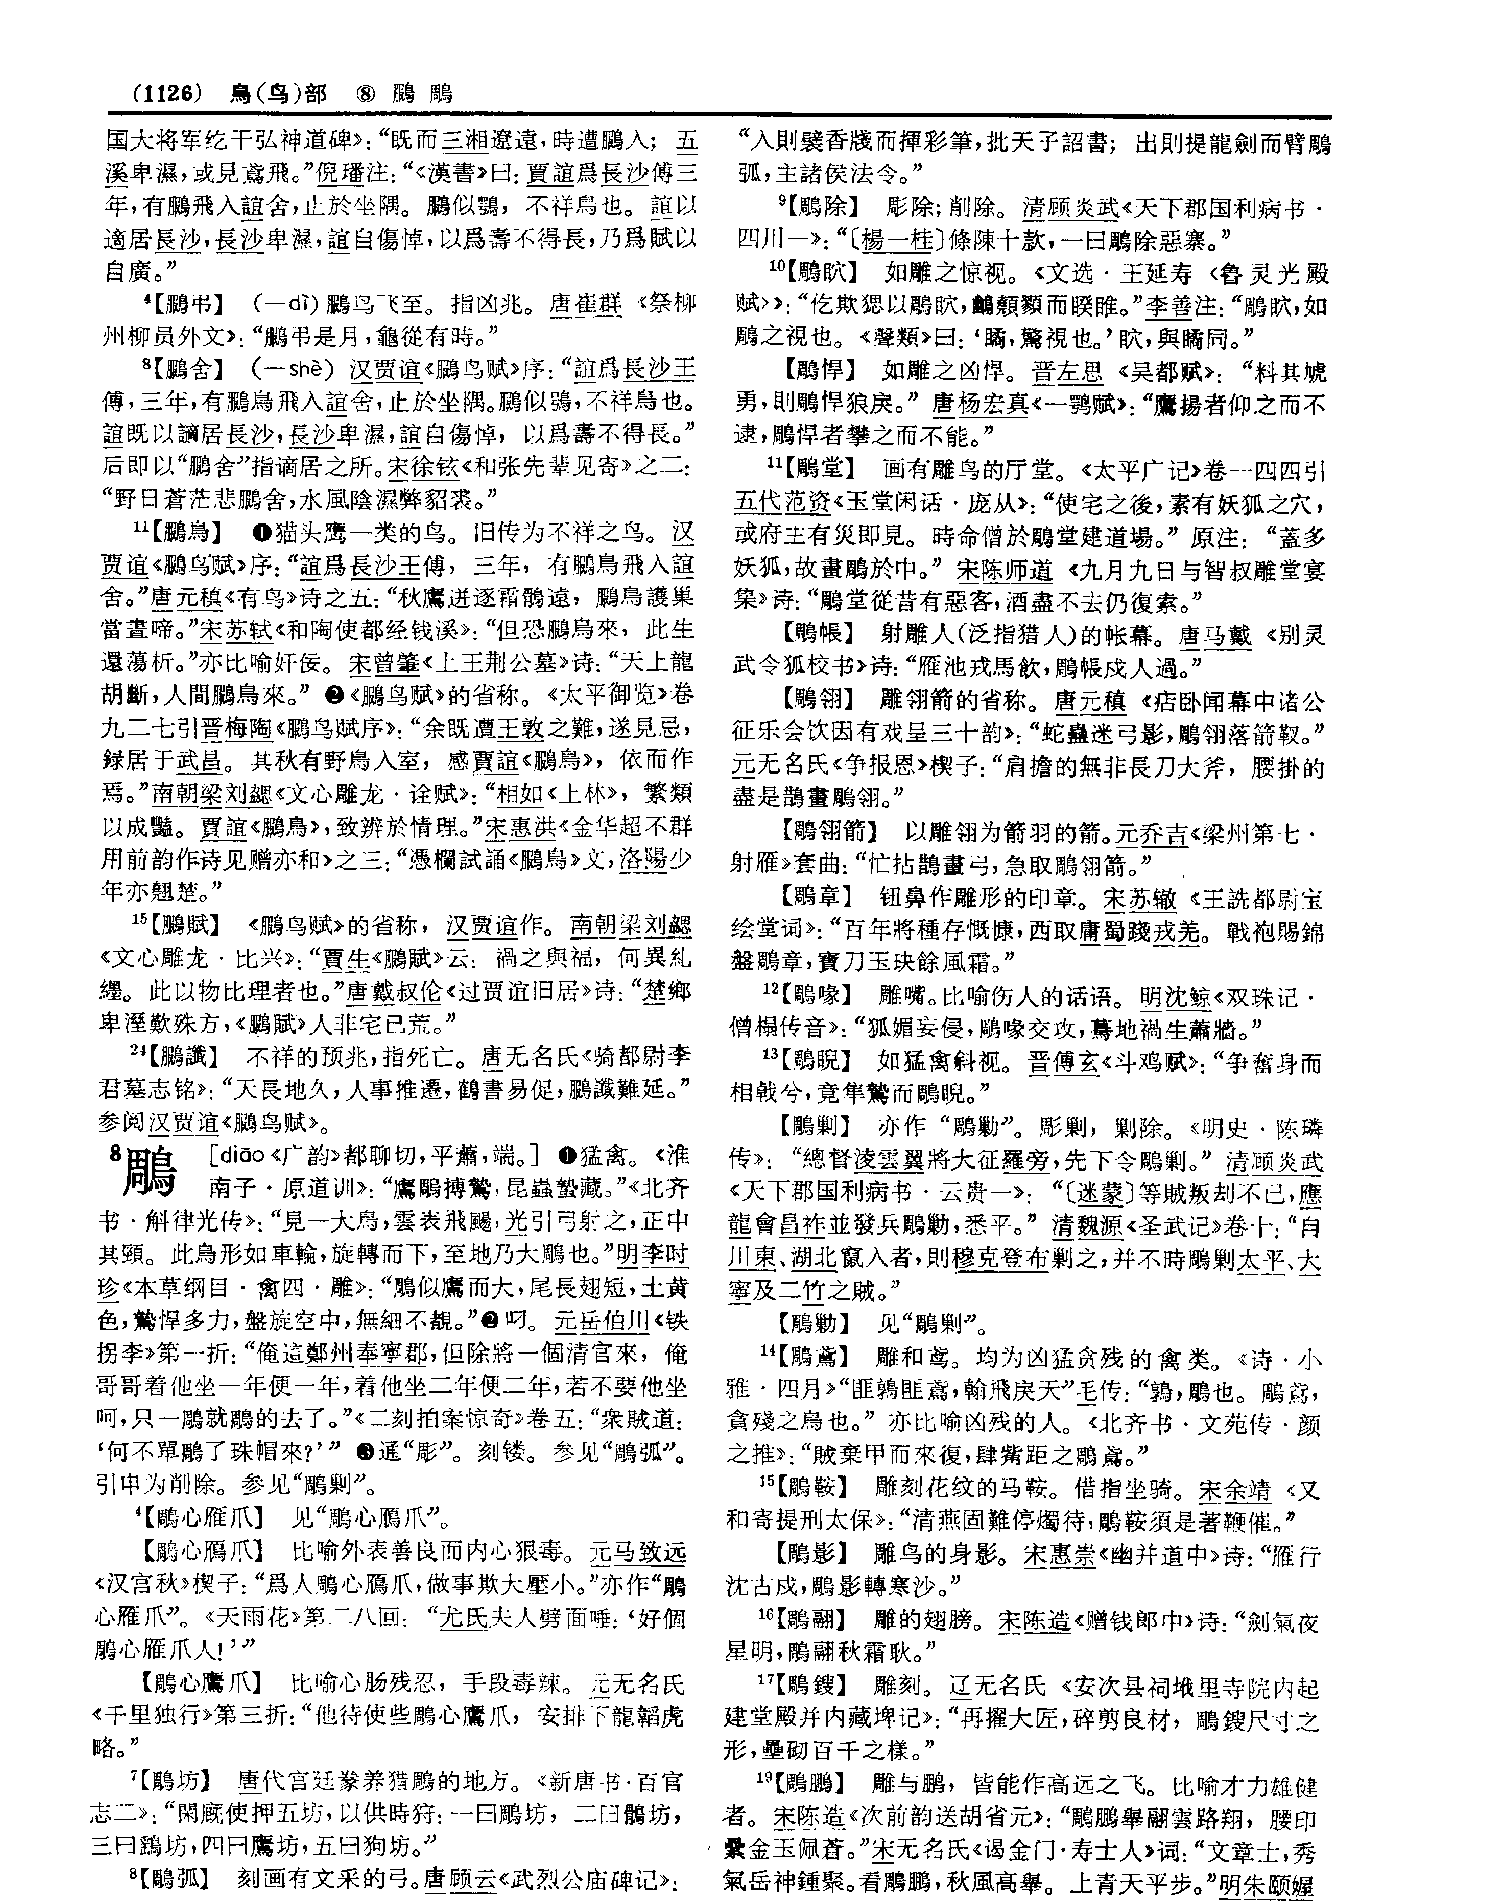 (1126) 鳥(鸟)部 ⑧ 鵩 鵰
国大将军纥干弘神道碑》：“既而三湘遼遠，時遭鵩入；五
溪卑濕，或見鳶飛。”倪璠注：“《漢書》曰：賈誼爲長沙傅三
年，有鵩飛入誼舍，止於坐隅。鵩似鴞，不祥鳥也。誼以
適居長沙，長沙卑濕，誼自傷悼，以爲壽不得長，乃爲賦以
自廣。”
⁴【鵩弔】 (－dì)鵩鸟飞至。指凶兆。唐崔群《祭柳
州柳员外文》：“鵩弔是月，龜從有時。”
⁸【鵩舍】 (－shè) 汉贾谊《鵩鸟赋》序：“誼爲長沙王
傅，三年，有鵩鳥飛入誼舍，止於坐隅。鵩似鴞，不祥鳥也。
誼既以謫居長沙，長沙卑濕，誼自傷悼，以爲壽不得長。”
后即以“鵩舍”指谪居之所。宋徐铉《和张先辈见寄》之二：
“野日蒼茫悲鵩舍，水風陰濕弊貂裘。”
¹¹【鵩鳥】 ❶猫头鹰一类的鸟。旧传为不祥之鸟。汉
贾谊《鵩鸟赋》序：“誼爲長沙王傅，三年，有鵩鳥飛入誼
舍。”唐元稹《有鸟》诗之五：“秋鷹迸逐霜鶻遠，鵩鳥護巢
當晝啼。”宋苏轼《和陶使都经钱溪》：“但恐鵩鳥來，此生
還蕩析。”亦比喻奸佞。宋曾肇《上王荆公墓》诗：“天上龍
胡斷，人間鵩鳥來。” ❷《鵩鸟赋》的省称。《太平御览》卷
九二七引晋梅陶《鵩鸟赋序》：“余既遭王敦之難，遂見忌，
錄居于武昌。其秋有野鳥入室，感賈誼《鵩鳥》，依而作
焉。”南朝梁刘勰《文心雕龙·诠赋》：“相如《上林》，繁類
以成豔。賈誼《鵩鳥》，致辨於情理。”宋惠洪《金华超不群
用前韵作诗见赠亦和》之三：“憑欄試誦《鵩鳥》文，洛陽少
年亦翹楚。”
¹⁵【鵩賦】 《鵩鸟赋》的省称，汉贾谊作。南朝梁刘勰
《文心雕龙·比兴》：“賈生《鵩賦》云：禍之與福，何異糺
纆。此以物比理者也。”唐戴叔伦《过贾谊旧居》诗：“楚鄉
卑溼歎殊方，《鵩賦》人非宅已荒。”
²⁴【鵩讖】 不祥的预兆，指死亡。唐无名氏《骑都尉李
君墓志铭》：“天長地久，人事推遷，鶴書易促，鵩讖難延。”
参阅汉贾谊《鵩鸟赋》。
⁸鵰 [diāo《广韵》都聊切，平蕭，端。] ❶猛禽。《淮
南子·原道训》：“鷹鵰搏鷙，昆蟲蟄藏。”《北齐
书·斛律光传》：“見一大鳥，雲表飛颺，光引弓射之，正中
其頸。此鳥形如車輪，旋轉而下，至地乃大鵰也。”明李时
珍《本草纲目·禽四·雕》：“鵰似鷹而大，尾長翅短，土黄
色，鷙悍多力，盤旋空中，無細不覩。”❷叼。元岳伯川《铁
拐李》第一折：“俺這鄭州奉寧郡，但除將一個清官來，俺
哥哥着他坐一年便一年，着他坐二年便二年，若不要他坐
呵，只一鵰就鵰的去了。”《二刻拍案惊奇》卷五：“衆賊道：
‘何不單鵰了珠帽來？’” ❸通“彫”。刻镂。参见“鵰弧”。
引申为削除。参见“鵰剿”。
⁴【鵰心雁爪】 见“鵰心鴈爪”。
【鵰心鴈爪】 比喻外表善良而内心狠毒。元马致远
《汉宫秋》楔子：“爲人鵰心鴈爪，做事欺大壓小。”亦作“鵰
心雁爪”。《天雨花》第二八回：“尤氏夫人劈面唾：‘好個
鵰心雁爪人！’”
【鵰心鷹爪】 比喻心肠残忍，手段毒辣。元无名氏
《千里独行》第三折：“他待使些鵰心鷹爪，安排下龍韜虎
略。”
⁷【鵰坊】 唐代宫廷豢养猎鵰的地方。《新唐书·百官
志二》：“閑廄使押五坊，以供時狩：一曰鵰坊，二曰鶻坊，
三曰鷂坊，四曰鷹坊，五曰狗坊。”
⁸【鵰弧】 刻画有文采的弓。唐顾云《武烈公庙碑记》：
“入則襞香牋而揮彩筆，批天子詔書；出則提龍劍而臂鵰
弧，主諸侯法令。”
⁹【鵰除】 彫除；削除。清顾炎武《天下郡国利病书·
四川一》：“〔楊一桂〕條陳十款，一曰鵰除惡寨。”
¹⁰【鵰䀏】 如雕之惊视。《文选·王延寿〈鲁灵光殿
赋〉》：“仡欺㥾以鵰䀏，䫜顟而睽睢。”李善注：“鵰䀏，如
鵰之視也。《聲類》曰：‘瞲，驚視也。’䀏，與瞲同。”
【鵰悍】 如雕之凶悍。晋左思《吴都赋》：“料其虓
勇，則鵰悍狼戾。” 唐杨宏真《一鹗赋》：“鷹揚者仰之而不
逮，鵰悍者攀之而不能。”
¹¹【鵰堂】 画有雕鸟的厅堂。《太平广记》卷一四四引
五代范资《玉堂闲话·庞从》：“使宅之後，素有妖狐之穴，
或府主有災即見。時命僧於鵰堂建道場。”原注：“蓋多
妖狐，故畫鵰於中。” 宋陈师道《九月九日与智叔雕堂宴
集》诗：“鵰堂從昔有惡客，酒盡不去仍復索。”
【鵰帳】 射雕人(泛指猎人)的帐幕。唐马戴《别灵
武令狐校书》诗：“雁池戎馬飲，鵰帳戍人過。”
【鵰翎】 雕翎箭的省称。唐元稹《店卧闻幕中诸公
征乐会饮因有戏呈三十韵》：“蛇蠱迷弓影，鵰翎落箭靫。”
元无名氏《争报恩》楔子：“肩擔的無非長刀大斧，腰掛的
盡是鵲畫鵰翎。”
【鵰翎箭】 以雕翎为箭羽的箭。元乔吉《梁州第七·
射雁》套曲：“忙拈鵲畫弓，急取鵰翎箭。”
【鵰章】 钮鼻作雕形的印章。宋苏辙《王詵都尉宝
绘堂词》：“百年將種存慨慷，西取庸蜀踐戎羌。戰袍賜錦
盤鵰章，寶刀玉玦餘風霜。”
¹²【鵰喙】 雕嘴。比喻伤人的话语。明沈鲸《双珠记·
僧榻传音》：“狐媚妄侵，鵰喙交攻，驀地禍生蕭牆。”
¹³【鵰睨】 如猛禽斜视。晋傅玄《斗鸡赋》：“争奮身而
相戟兮，竟隼鷙而鵰睨。”
【鵰剿】 亦作“鵰勦”。彫剿，剿除。《明史·陈璘
传》：“總督淩雲翼將大征羅旁，先下令鵰剿。” 清顾炎武
《天下郡国利病书·云贵一》：“〔迷蒙〕等賊叛刦不已，應
龍會昌祚並發兵鵰勦，悉平。” 清魏源《圣武记》卷十：“自
川東、湖北竄入者，則穆克登布剿之，并不時鵰剿太平、大
寧及二竹之賊。”
【鵰勦】 见“鵰剿”。
¹⁴【鵰鳶】 雕和鸢。均为凶猛贪残的禽类。《诗·小
雅·四月》“匪鶉匪鳶，翰飛戾天”毛传：“鶉，鵰也。鵰鳶，
貪殘之鳥也。” 亦比喻凶残的人。《北齐书·文苑传·颜
之推》：“賊棄甲而來復，肆觜距之鵰鳶。”
¹⁵【鵰鞍】 雕刻花纹的马鞍。借指坐骑。宋余靖《又
和寄提刑太保》：“清燕固難停燭待，鵰鞍須是著鞭催。”
【鵰影】 雕鸟的身影。宋惠崇《幽并道中》诗：“雁行
沈古戍，鵰影轉寒沙。”
¹⁶【鵰翮】 雕的翅膀。宋陈造《赠钱郎中》诗：“劍氣夜
星明，鵰翮秋霜耿。”
¹⁷【鵰鎪】 雕刻。辽无名氏《安次县祠垡里寺院内起
建堂殿并内藏埤记》：“再擢大匠，碎剪良材，鵰鎪尺寸之
形，壘砌百千之樣。”
¹⁹【鵰鵬】 雕与鹏，皆能作高远之飞。比喻才力雄健
者。宋陈造《次前韵送胡省元》：“鵰鵬舉翮雲路翔，腰印
纍金玉佩蒼。”宋无名氏《谒金门·寿士人》词：“文章士，秀
氣岳神鍾聚。看鵰鵬，秋風高舉。上青天平步。”明朱颐媉